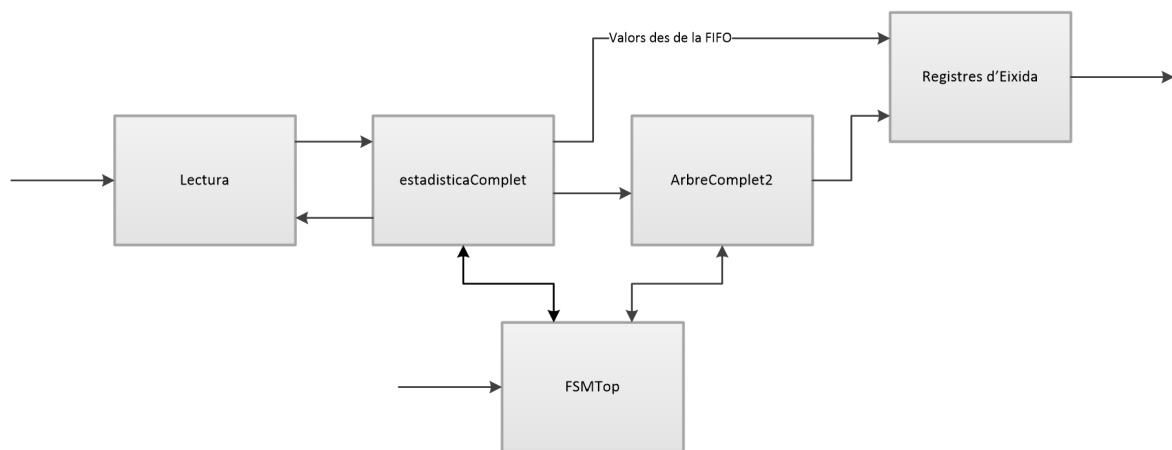 Valors des de la FIFO
Registres d'Eixida
Lectura
estadisticaComplet
ArbreComplet2
FSMTop